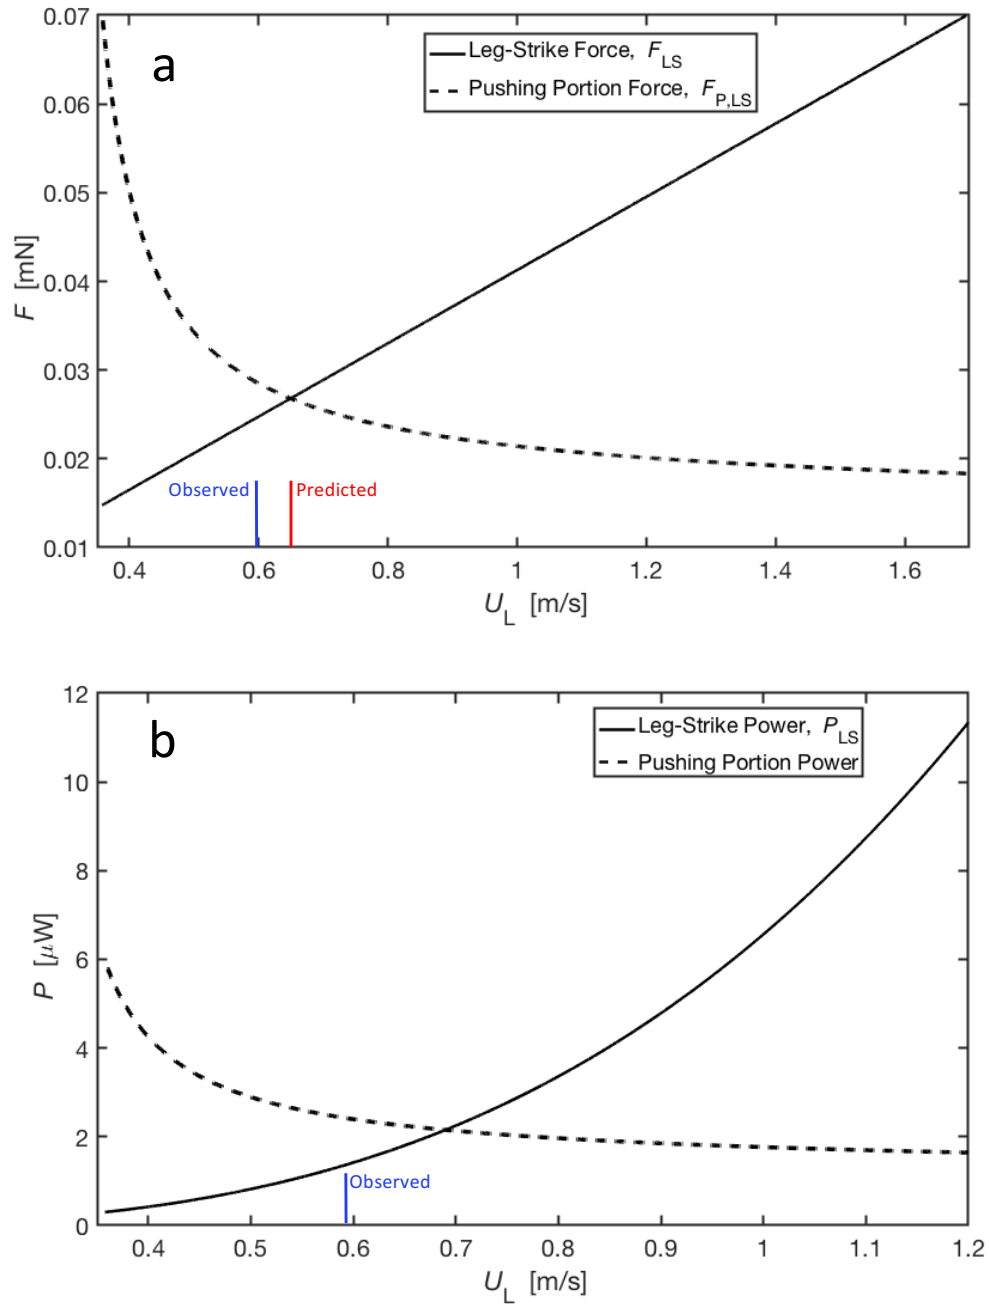 a
Leg-Strike Force, F_LS
Pushing Portion Force, F_P,LS
0.07
0.06
0.05
0.04
0.03
0.02
0.01
F [mN]
Observed
Predicted
0.4 0.6 0.8 1 1.2 1.4 1.6
U_L [m/s]
b
Leg-Strike Power, P_LS
Pushing Portion Power
12
10
8
6
4
2
0
P [μW]
Observed
0.4 0.5 0.6 0.7 0.8 0.9 1 1.1 1.2
U_L [m/s]